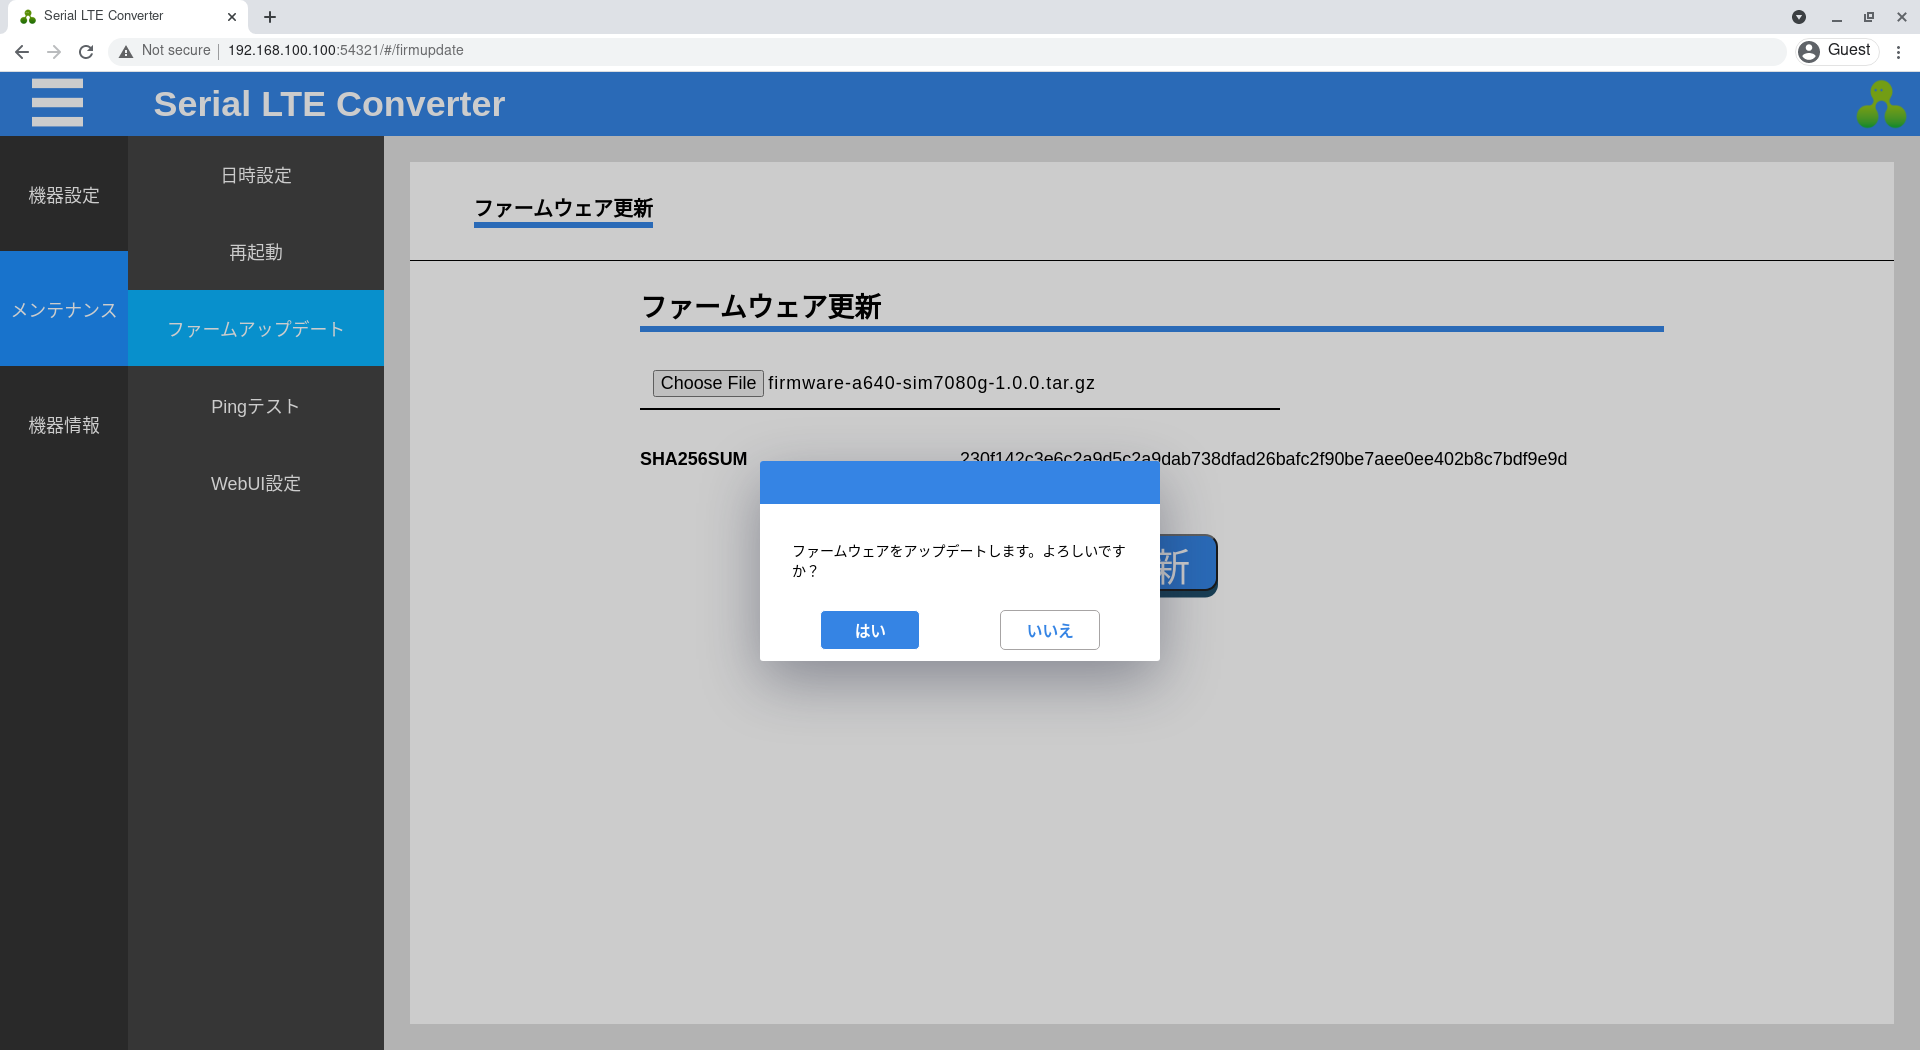 Serial LTE Converter
Not secure
192.168.100.100:54321/#/firmupdate
Guest
Serial LTE Converter
機器設定
メンテナンス
機器情報
日時設定
再起動
ファームアップデート
Pingテスト
WebUI設定
ファームウェア更新
ファームウェア更新
Choose File firmware-a640-sim7080g-1.0.0.tar.gz
SHA256SUM 230f142c3e6c2a9d5c2a9dab738dfad26bafc2f90be7aee0ee402b8c7bdf9e9d
新
ファームウェアをアップデートします。よろしいです
か？
はい
いいえ